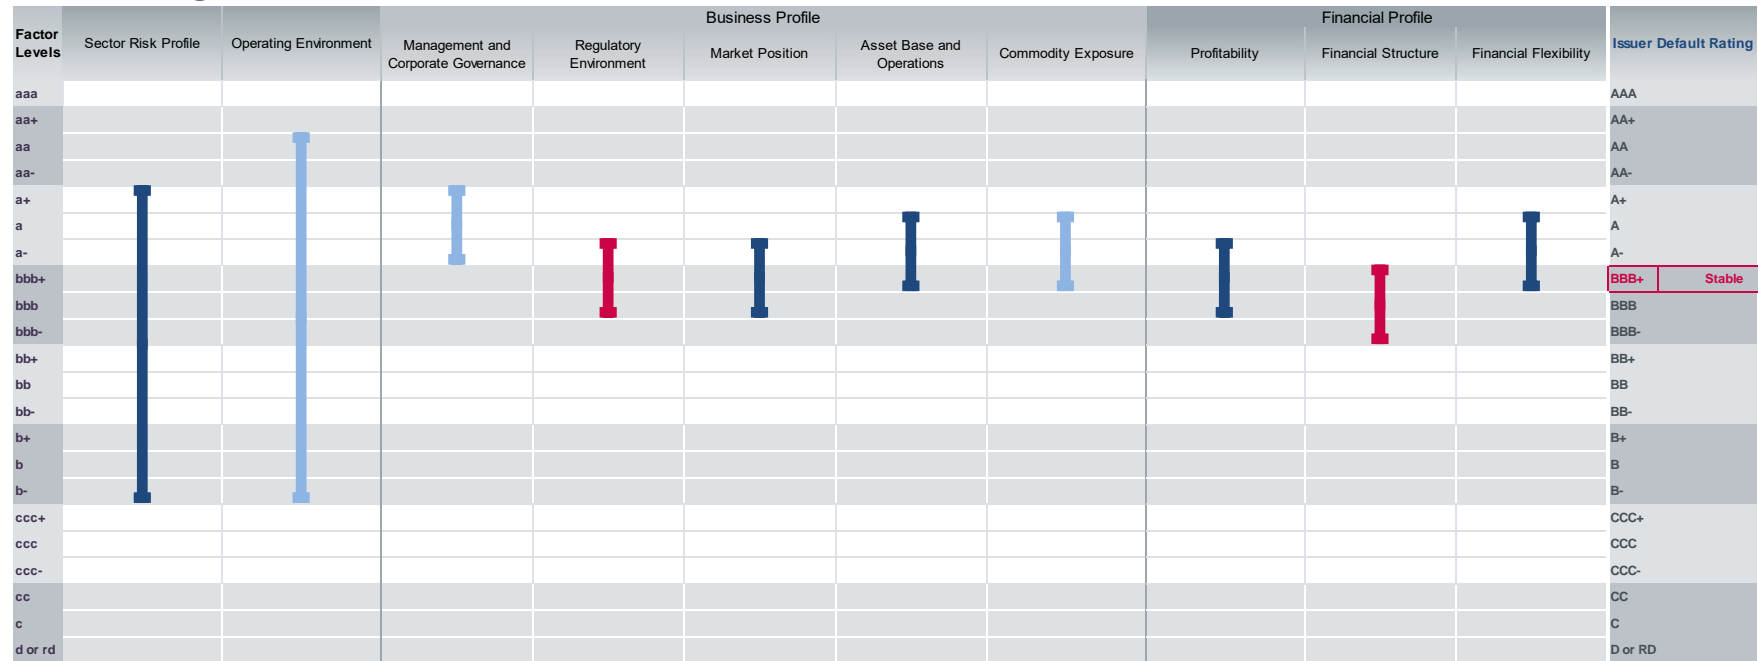 Business Profile
Financial Profile
Factor
Levels
Sector Risk Profile
Operating Environment
Management and
Corporate Governance
Regulatory
Environment
Market Position
Asset Base and
Operations
Commodity Exposure
Profitability
Financial Structure
Financial Flexibility
Issuer Default Rating
aaa AAA
aa+ AA+
aa AA
aa- AA-
a+ A+
a A
a- A-
bbb+ BBB+ Stable
bbb BBB
bbb- BBB-
bb+ BB+
bb BB
bb- BB-
b+ B+
b B
b- B-
ccc+ CCC+
ccc CCC
ccc- CCC-
cc CC
c C
d or rd D or RD